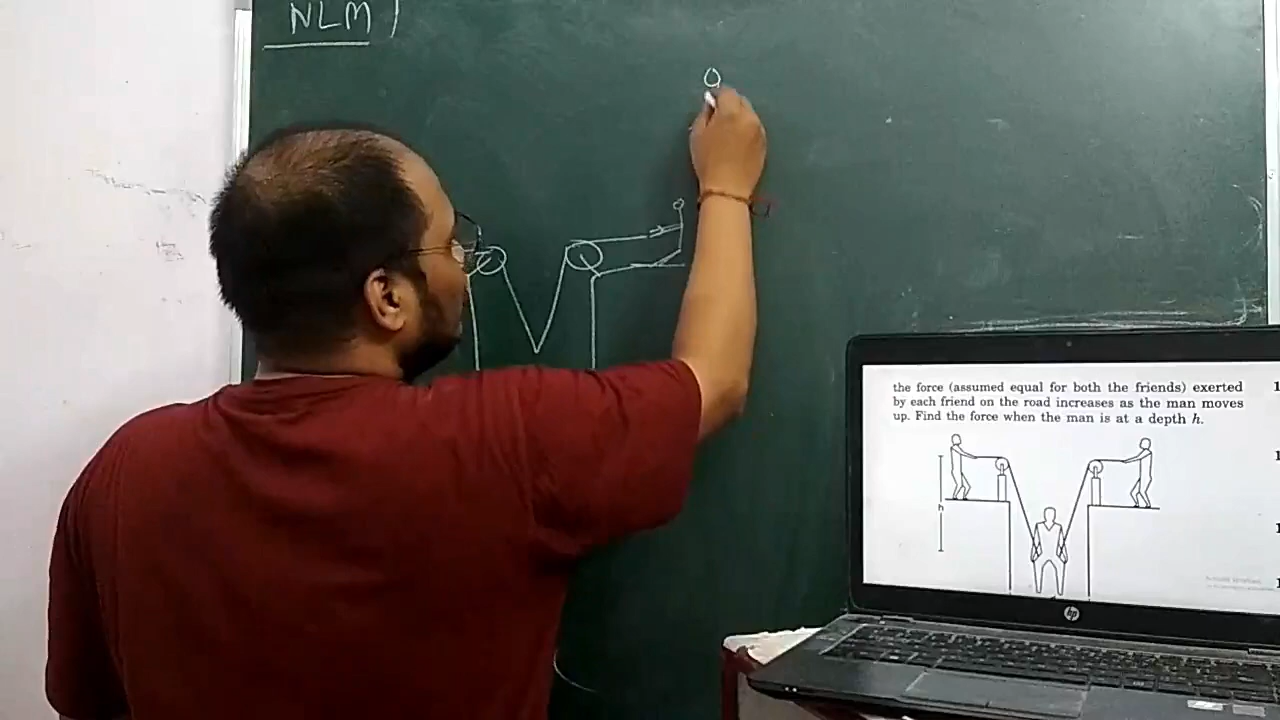 NLM
the force (assumed equal for both the friends) exerted
by each friend on the road increases as the man moves
up. Find the force when the man is at a depth h.
h
hp